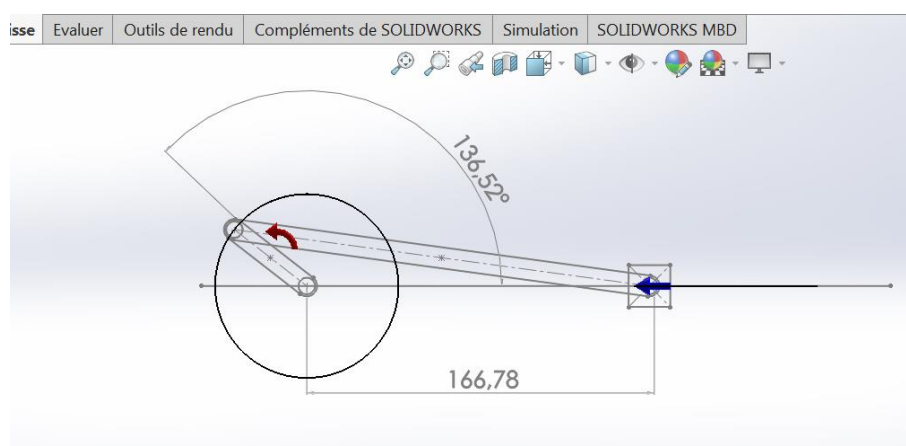 isse Evaluer Outils de rendu Compléments de SOLIDWORKS Simulation SOLIDWORKS MBD
136,52°
166,78